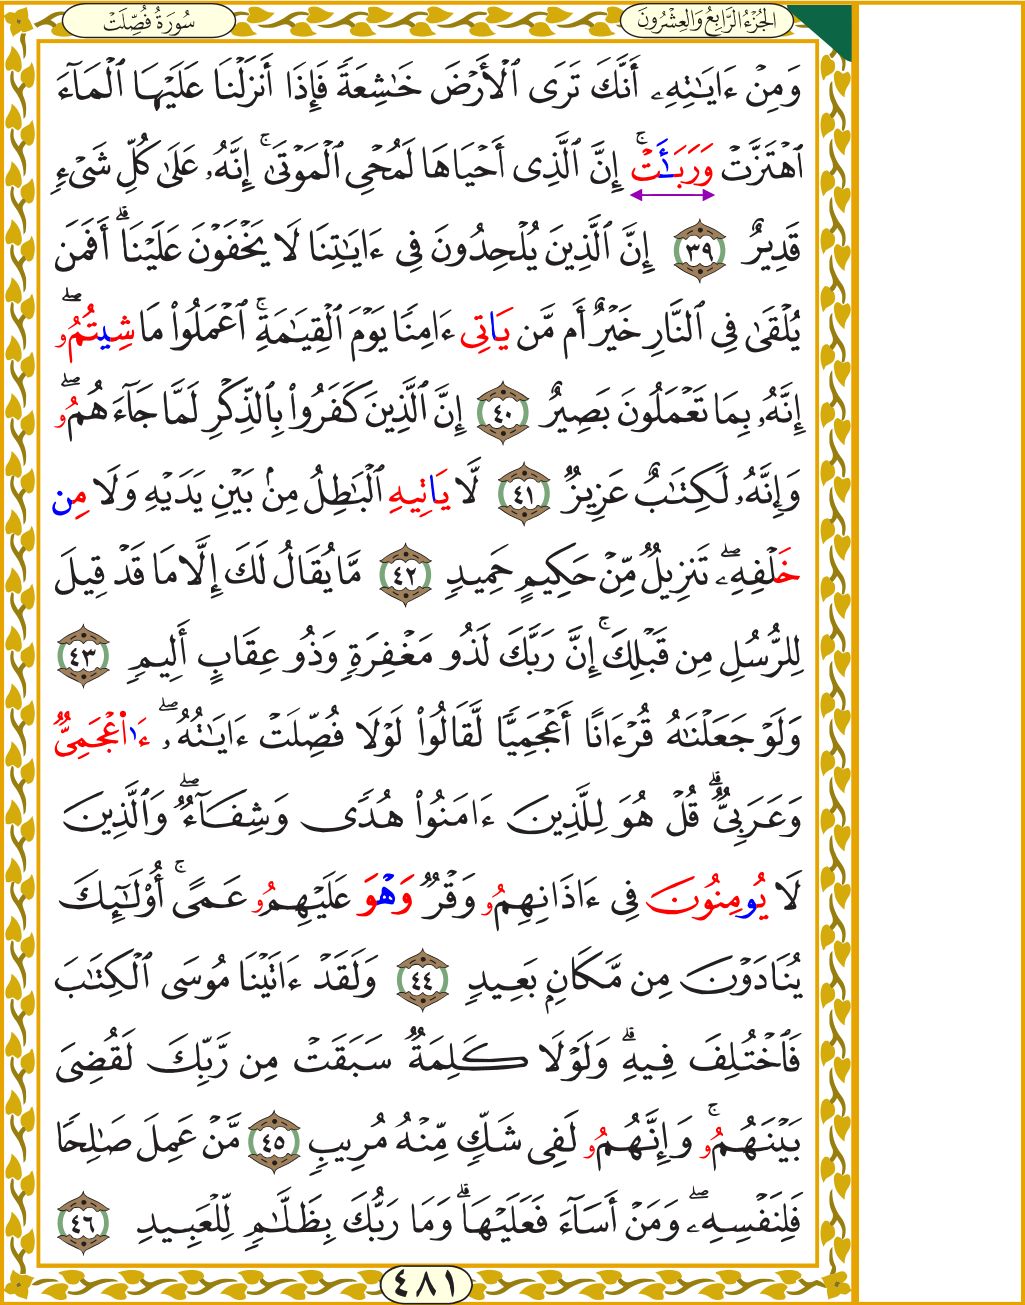 سُورَةُ فُصِّلَتْ
الجُزْءُ الرَّابِعُ وَالعِشْرُونَ
وَمِنْ ءَايَٰتِهِۦ أَنَّكَ تَرَى ٱلْأَرْضَ خَٰشِعَةً فَإِذَا أَنزَلْنَا عَلَيْهَا ٱلْمَآءَ
ٱهْتَزَّتْ وَرَبَـَٔتْۚ إِنَّ ٱلَّذِى أَحْيَاهَا لَمُحْىِ ٱلْمَوْتَىٰۚ إِنَّهُۥ عَلَىٰ كُلِّ شَىْءٍ
قَدِيرٌ ٣٩ إِنَّ ٱلَّذِينَ يُلْحِدُونَ فِى ءَايَٰتِنَا لَا يَخْفَوْنَ عَلَيْنَاۗ أَفَمَن
يُلْقَىٰ فِى ٱلنَّارِ خَيْرٌ أَم مَّن يَاتِى ءَامِنًا يَوْمَ ٱلْقِيَٰمَةِۚ ٱعْمَلُوا۟ مَا شِيتُمُۥۖ
إِنَّهُۥ بِمَا تَعْمَلُونَ بَصِيرٌ ٤٠ إِنَّ ٱلَّذِينَ كَفَرُوا۟ بِٱلذِّكْرِ لَمَّا جَآءَهُمُۥۖ
وَإِنَّهُۥ لَكِتَٰبٌ عَزِيزٌ ٤١ لَّا يَاتِيهِ ٱلْبَٰطِلُ مِنۢ بَيْنِ يَدَيْهِ وَلَا مِن
خَلْفِهِۦۖ تَنزِيلٌ مِّنْ حَكِيمٍ حَمِيدٍ ٤٢ مَّا يُقَالُ لَكَ إِلَّا مَا قَدْ قِيلَ
لِلرُّسُلِ مِن قَبْلِكَۚ إِنَّ رَبَّكَ لَذُو مَغْفِرَةٍ وَذُو عِقَابٍ أَلِيمٍ ٤٣
وَلَوْ جَعَلْنَٰهُ قُرْءَانًا أَعْجَمِيًّا لَّقَالُوا۟ لَوْلَا فُصِّلَتْ ءَايَٰتُهُۥۖ ءَا۬عْجَمِىٌّ
وَعَرَبِىٌّۗ قُلْ هُوَ لِلَّذِينَ ءَامَنُوا۟ هُدًى وَشِفَآءٌۖ وَٱلَّذِينَ
لَا يُومِنُونَ فِى ءَاذَانِهِمُۥ وَقْرٌ وَهْوَ عَلَيْهِمُۥ عَمًىۚ أُو۟لَٰٓئِكَ
يُنَادَوْنَ مِن مَّكَانٍۭ بَعِيدٍ ٤٤ وَلَقَدْ ءَاتَيْنَا مُوسَى ٱلْكِتَٰبَ
فَٱخْتُلِفَ فِيهِۗ وَلَوْلَا كَلِمَةٌ سَبَقَتْ مِن رَّبِّكَ لَقُضِىَ
بَيْنَهُمُۥۚ وَإِنَّهُمُۥ لَفِى شَكٍّ مِّنْهُ مُرِيبٍ ٤٥ مَّنْ عَمِلَ صَٰلِحًا
فَلِنَفْسِهِۦۖ وَمَنْ أَسَآءَ فَعَلَيْهَاۗ وَمَا رَبُّكَ بِظَلَّٰمٍ لِّلْعَبِيدِ ٤٦
٤٨١